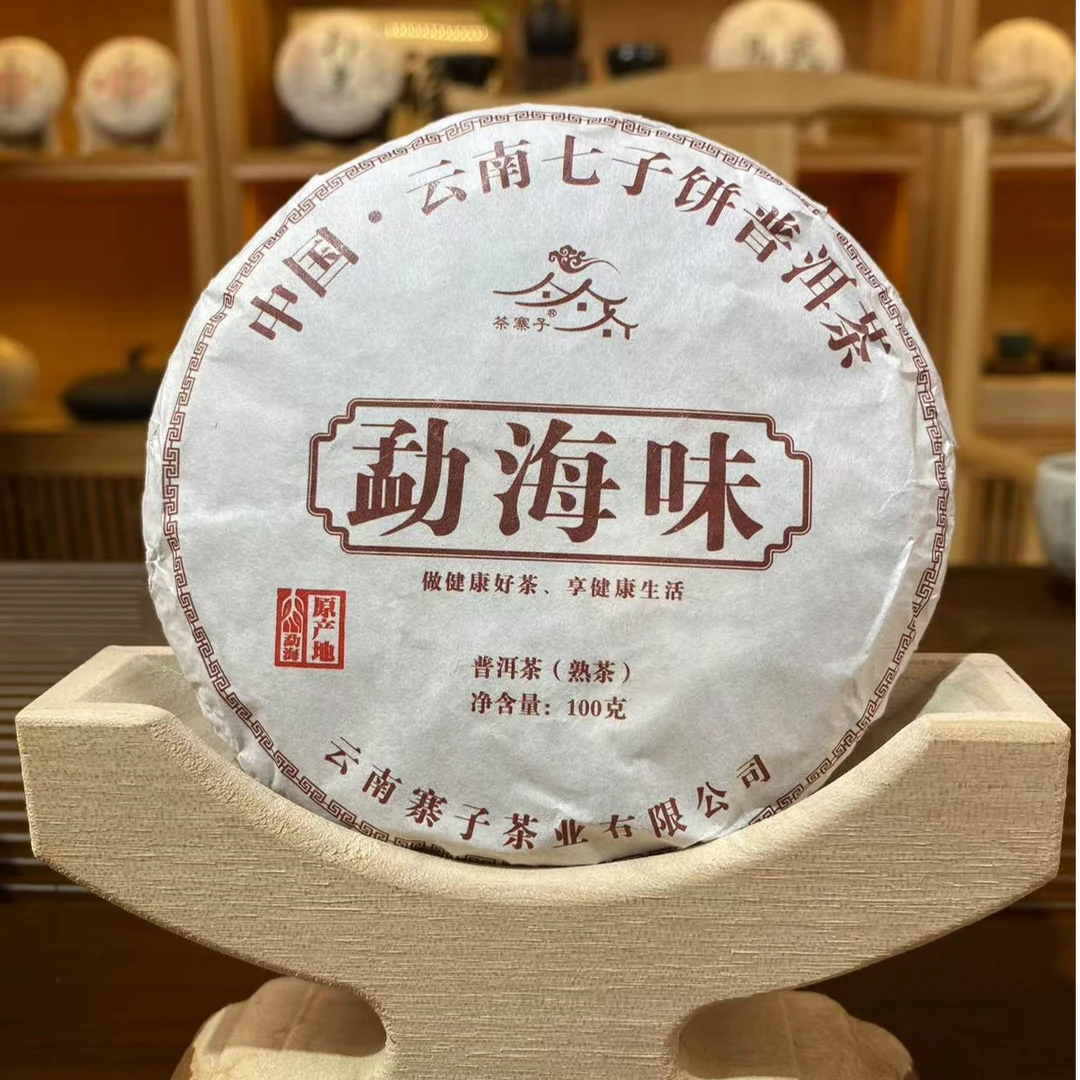 中国·云南七子饼普洱茶
茶寨子®
勐海味
做健康好茶、享健康生活
原产地
勐海
普洱茶（熟茶）
净含量：100克
云南寨子茶业有限公司